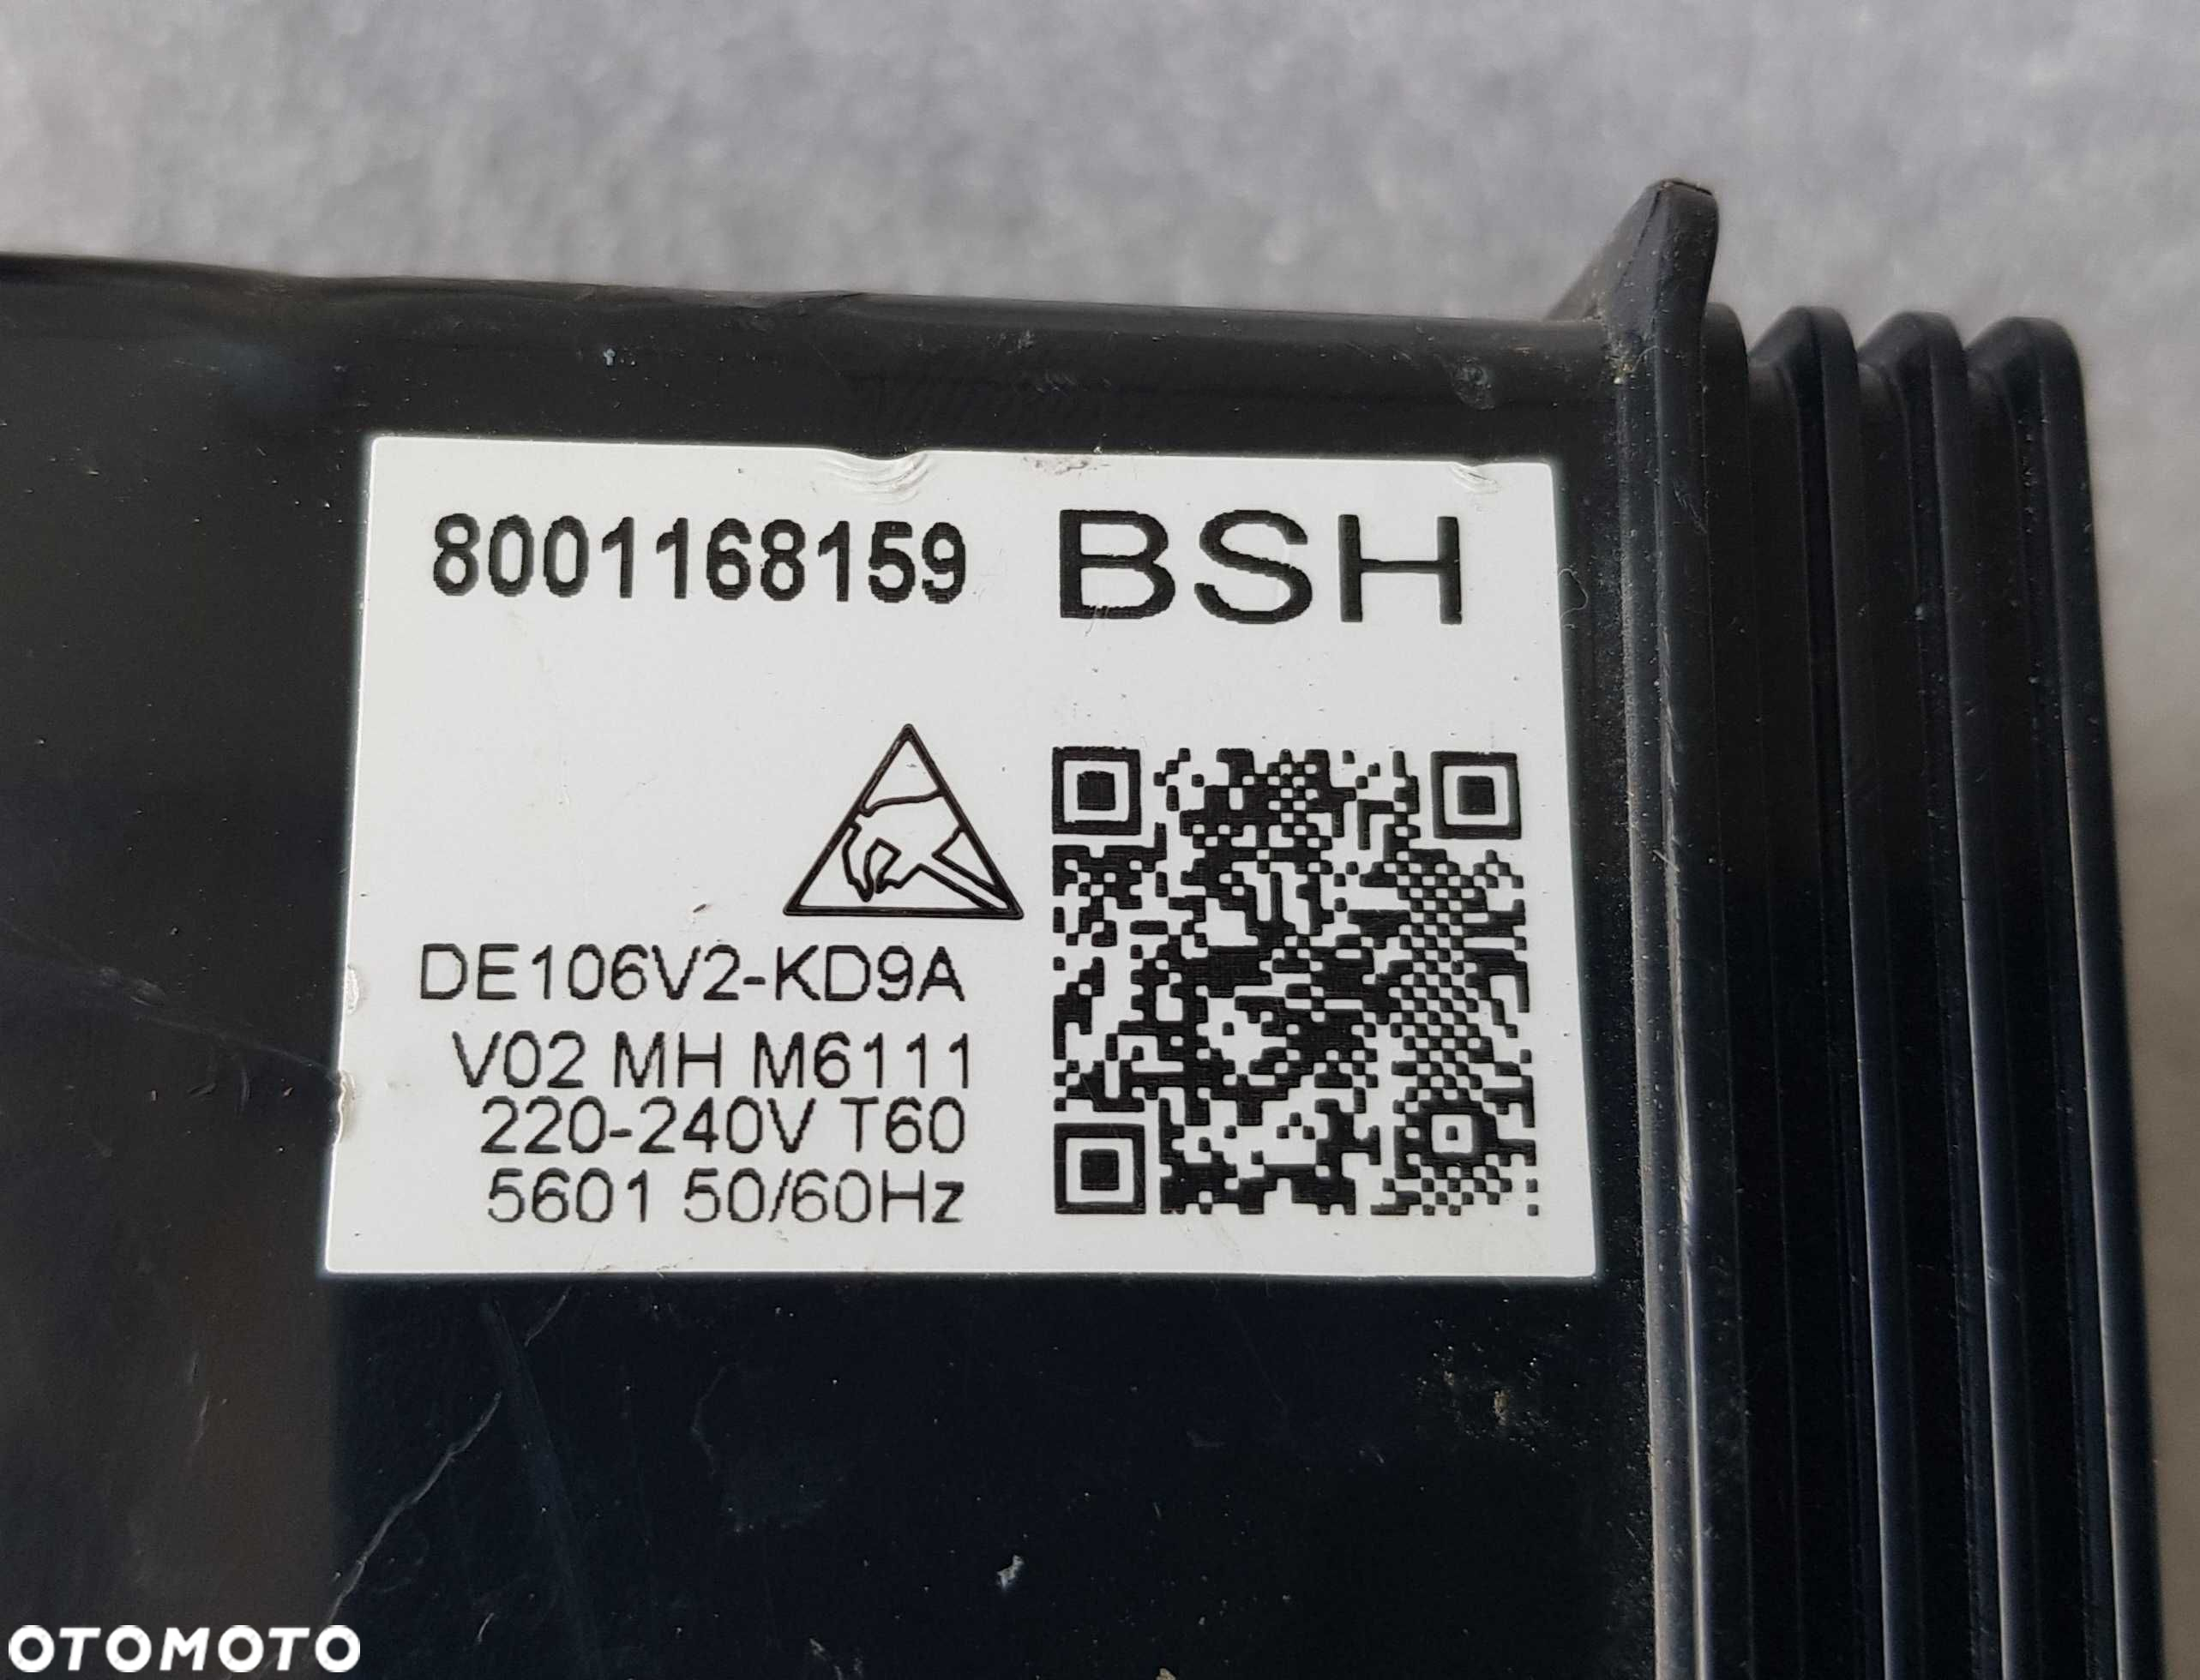 8001168159 BSH
DE106V2-KD9A
V02 MH M6111
220-240V T60
5601 50/60Hz
OTOMOTO